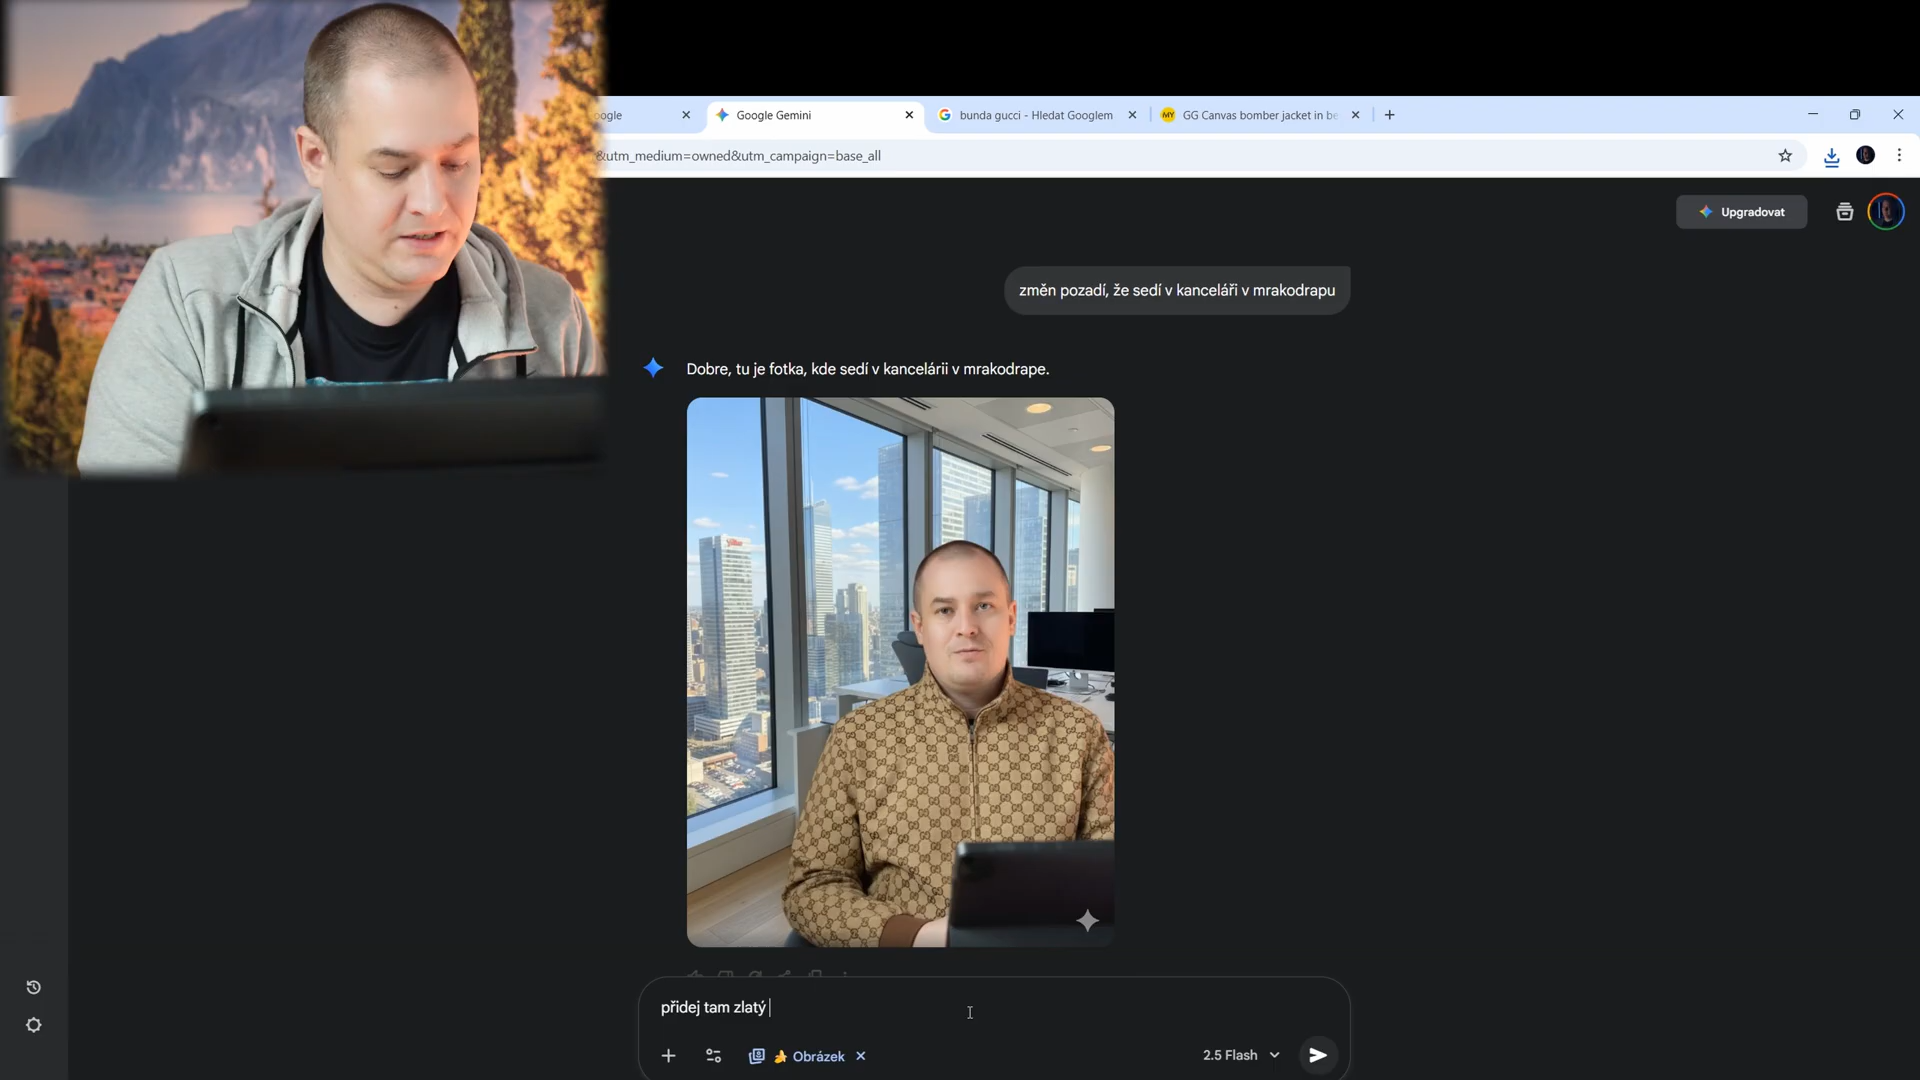 oogle
Google Gemini
bunda gucci - Hledat Googlem
GG Canvas bomber jacket in be
&utm_medium=owned&utm_campaign=base_all
Upgradovat
změn pozadí, že sedí v kanceláři v mrakodrapu
Dobre, tu je fotka, kde sedí v kancelárii v mrakodrape.
přidej tam zlatý
Obrázek
2.5 Flash